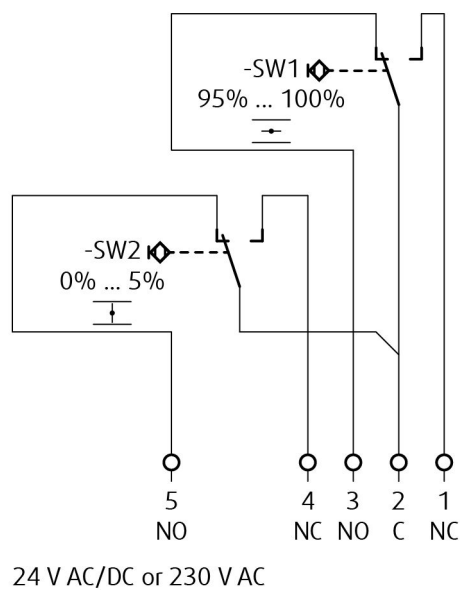 -SW1
95% ... 100%
-SW2
0% ... 5%
5 4 3 2 1
NO NC NO C NC
24 V AC/DC or 230 V AC